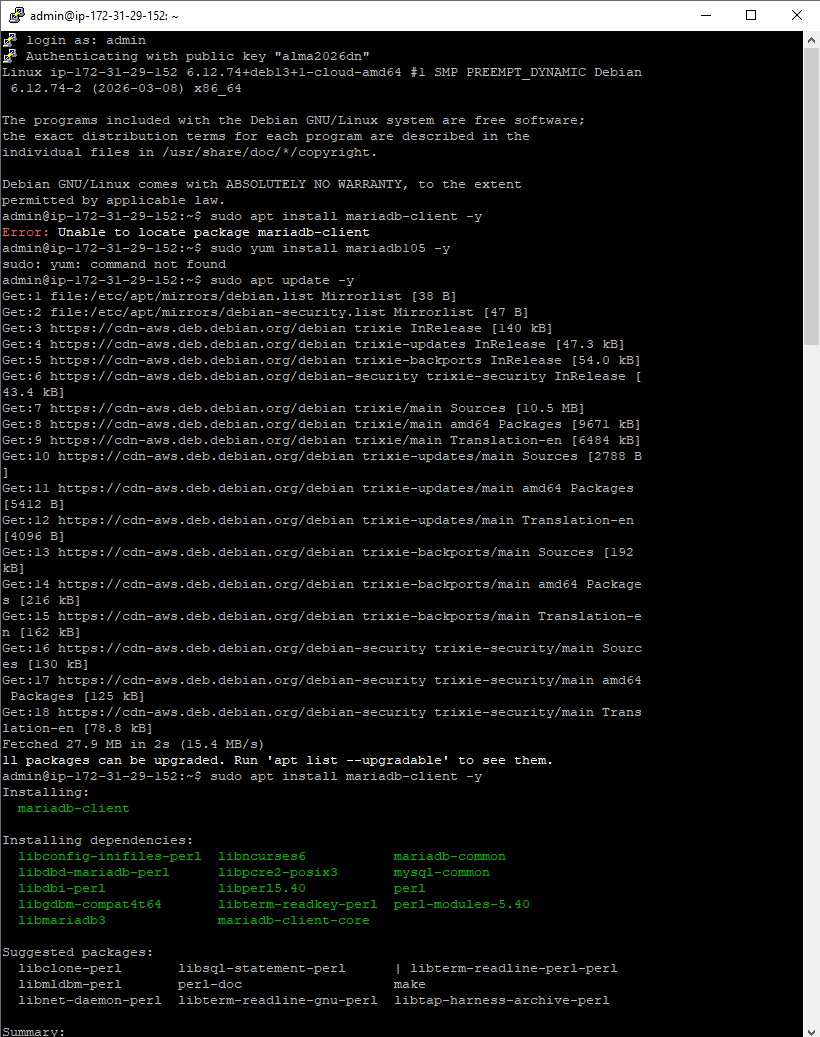 admin@ip-172-31-29-152: ~
login as: admin
Authenticating with public key "alma2026dn"
Linux ip-172-31-29-152 6.12.74+deb13+1-cloud-amd64 #1 SMP PREEMPT_DYNAMIC Debian
 6.12.74-2 (2026-03-08) x86_64

The programs included with the Debian GNU/Linux system are free software;
the exact distribution terms for each program are described in the
individual files in /usr/share/doc/*/copyright.

Debian GNU/Linux comes with ABSOLUTELY NO WARRANTY, to the extent
permitted by applicable law.
admin@ip-172-31-29-152:~$ sudo apt install mariadb-client -y
Error: Unable to locate package mariadb-client
admin@ip-172-31-29-152:~$ sudo yum install mariadb105 -y
sudo: yum: command not found
admin@ip-172-31-29-152:~$ sudo apt update -y
Get:1 file:/etc/apt/mirrors/debian.list Mirrorlist [38 B]
Get:2 file:/etc/apt/mirrors/debian-security.list Mirrorlist [47 B]
Get:3 https://cdn-aws.deb.debian.org/debian trixie InRelease [140 kB]
Get:4 https://cdn-aws.deb.debian.org/debian trixie-updates InRelease [47.3 kB]
Get:5 https://cdn-aws.deb.debian.org/debian trixie-backports InRelease [54.0 kB]
Get:6 https://cdn-aws.deb.debian.org/debian-security trixie-security InRelease [
43.4 kB]
Get:7 https://cdn-aws.deb.debian.org/debian trixie/main Sources [10.5 MB]
Get:8 https://cdn-aws.deb.debian.org/debian trixie/main amd64 Packages [9671 kB]
Get:9 https://cdn-aws.deb.debian.org/debian trixie/main Translation-en [6484 kB]
Get:10 https://cdn-aws.deb.debian.org/debian trixie-updates/main Sources [2788 B
]
Get:11 https://cdn-aws.deb.debian.org/debian trixie-updates/main amd64 Packages
[5412 B]
Get:12 https://cdn-aws.deb.debian.org/debian trixie-updates/main Translation-en
[4096 B]
Get:13 https://cdn-aws.deb.debian.org/debian trixie-backports/main Sources [192
kB]
Get:14 https://cdn-aws.deb.debian.org/debian trixie-backports/main amd64 Package
s [216 kB]
Get:15 https://cdn-aws.deb.debian.org/debian trixie-backports/main Translation-e
n [162 kB]
Get:16 https://cdn-aws.deb.debian.org/debian-security trixie-security/main Sourc
es [130 kB]
Get:17 https://cdn-aws.deb.debian.org/debian-security trixie-security/main amd64
 Packages [125 kB]
Get:18 https://cdn-aws.deb.debian.org/debian-security trixie-security/main Trans
lation-en [78.8 kB]
Fetched 27.9 MB in 2s (15.4 MB/s)
11 packages can be upgraded. Run 'apt list --upgradable' to see them.
admin@ip-172-31-29-152:~$ sudo apt install mariadb-client -y
Installing:
  mariadb-client

Installing dependencies:
  libconfig-inifiles-perl  libncurses6           mariadb-common
  libdbd-mariadb-perl      libpcre2-posix3       mysql-common
  libdbi-perl              libperl5.40           perl
  libgdbm-compat4t64       libterm-readkey-perl  perl-modules-5.40
  libmariadb3              mariadb-client-core

Suggested packages:
  libclone-perl       libsql-statement-perl      | libterm-readline-perl-perl
  libmldbm-perl       perl-doc                   make
  libnet-daemon-perl  libterm-readline-gnu-perl  libtap-harness-archive-perl

Summary: